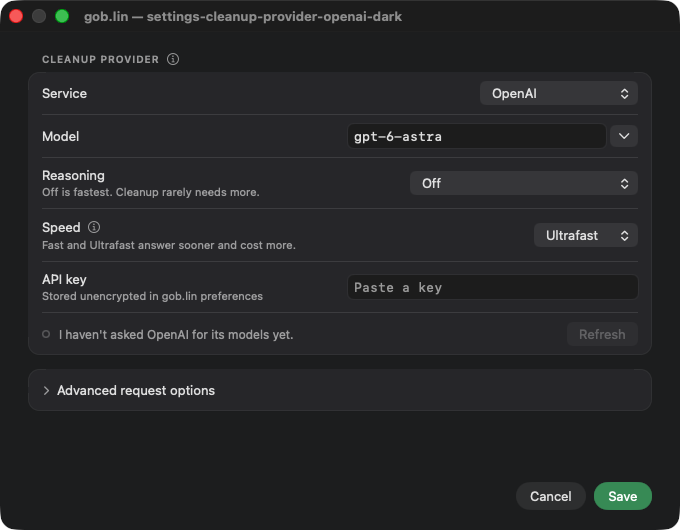 gob.lin — settings-cleanup-provider-openai-dark
CLEANUP PROVIDER
Service
OpenAI
Model
gpt-6-astra
Reasoning
Off is fastest. Cleanup rarely needs more.
Off
Speed
Fast and Ultrafast answer sooner and cost more.
Ultrafast
API key
Stored unencrypted in gob.lin preferences
Paste a key
I haven't asked OpenAI for its models yet.
Refresh
Advanced request options
Cancel
Save